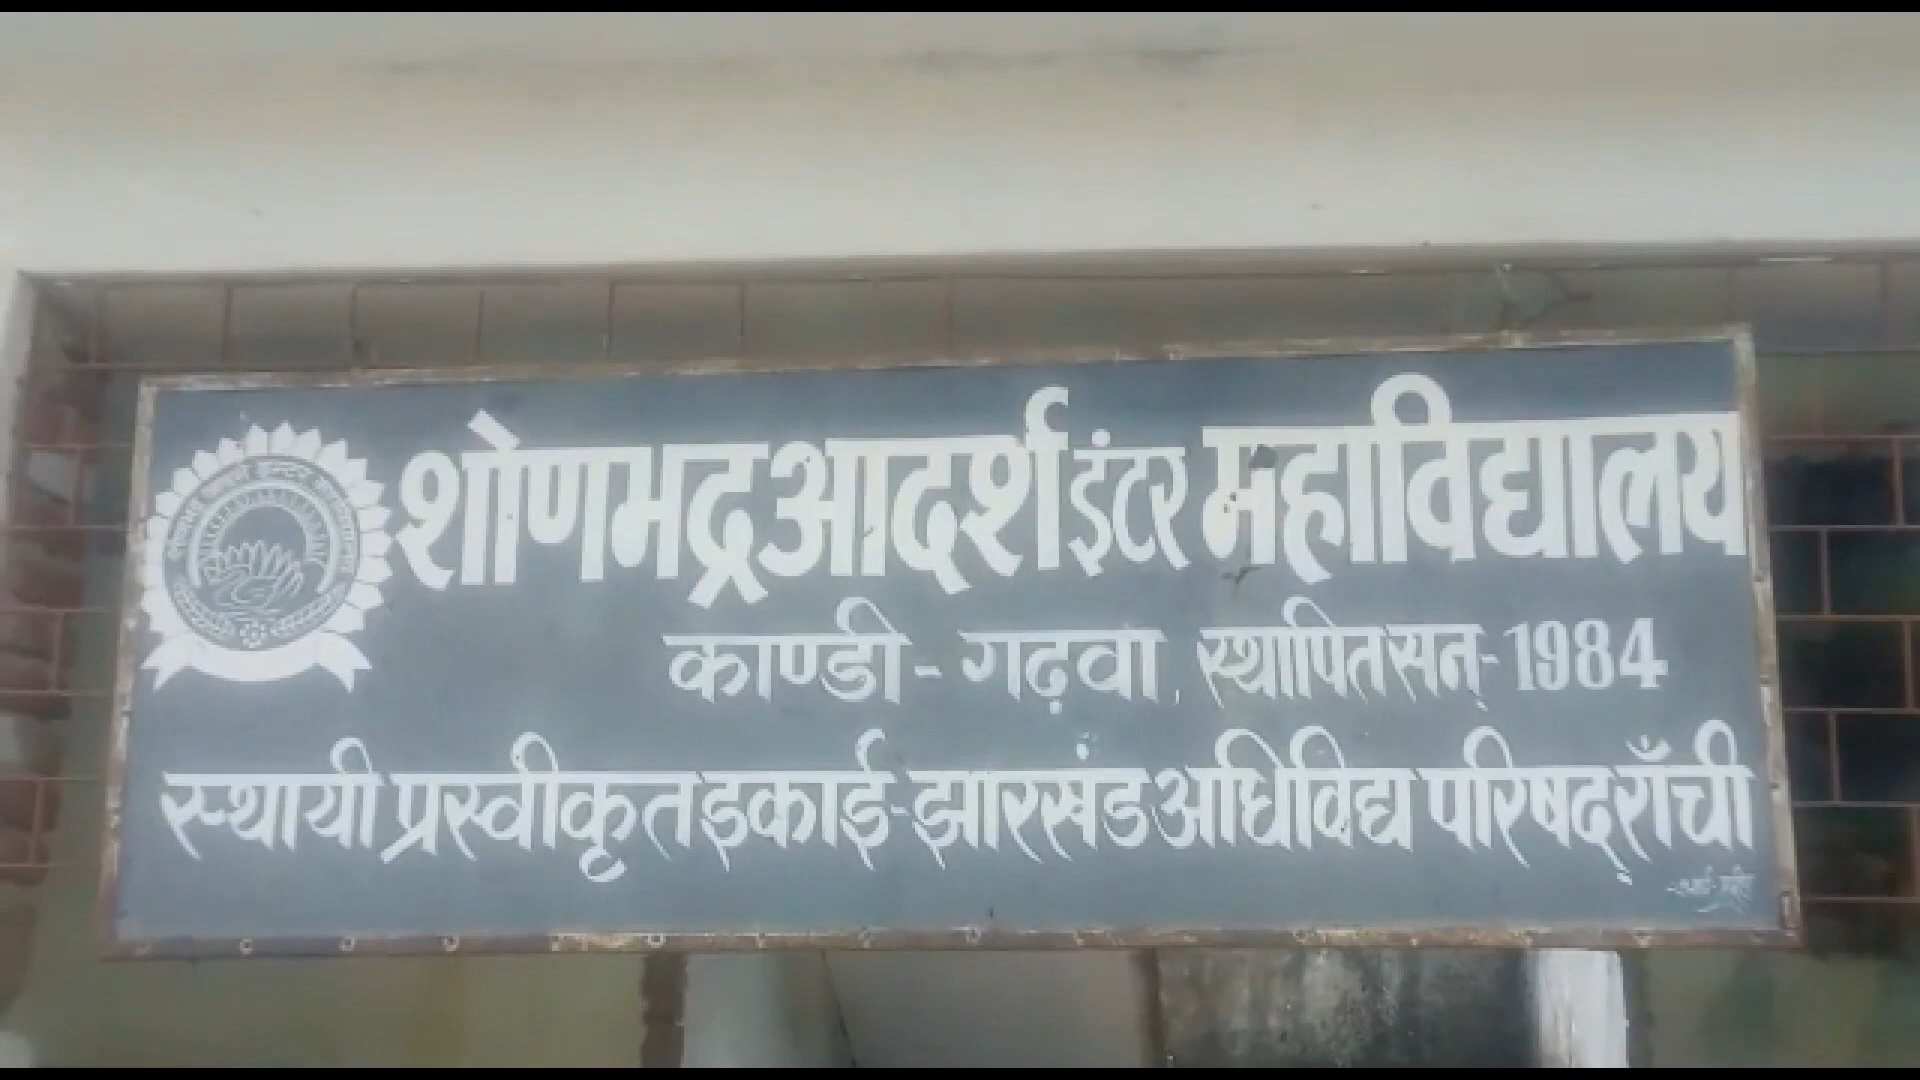 शोणभद्र आदर्श इंटर महाविद्यालय
काण्डी - गढ़वा, स्थापित सन् - 1984
स्थायी प्रस्वीकृत इकाई - झारखंड अधिविद्य परिषद् राँची